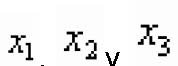 x₁, x₂ y x₃